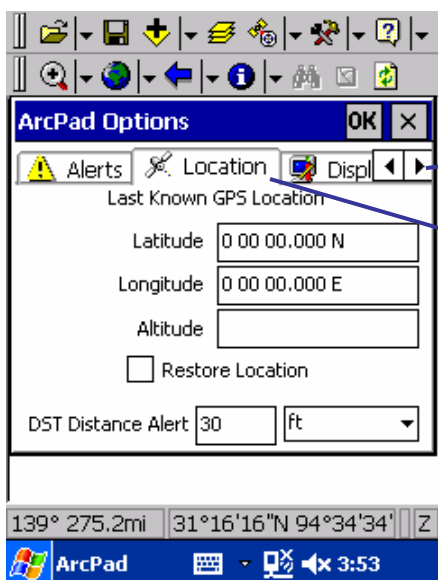 ArcPad Options OK
Alerts Location Displ
Last Known GPS Location
Latitude 0 00 00.000 N
Longitude 0 00 00.000 E
Altitude
Restore Location
DST Distance Alert 30 ft
139° 275.2mi 31°16'16"N 94°34'34' Z
ArcPad 3:53